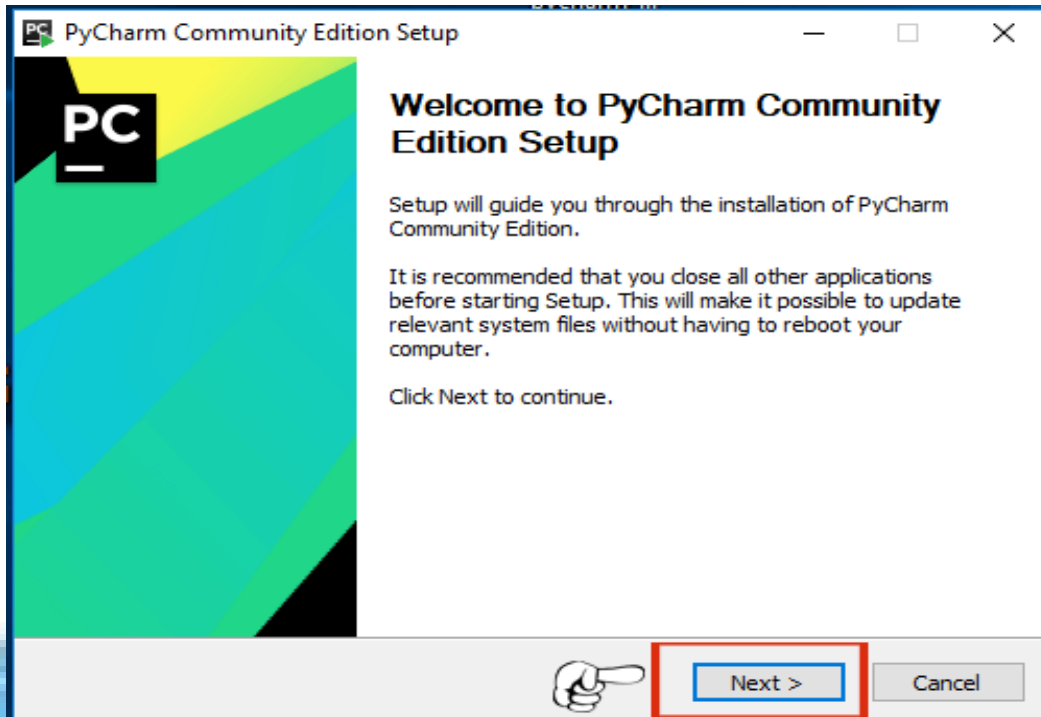 PyCharm Community Edition Setup
PC
Welcome to PyCharm Community
Edition Setup
Setup will guide you through the installation of PyCharm
Community Edition.
It is recommended that you close all other applications
before starting Setup. This will make it possible to update
relevant system files without having to reboot your
computer.
Click Next to continue.
Next >
Cancel